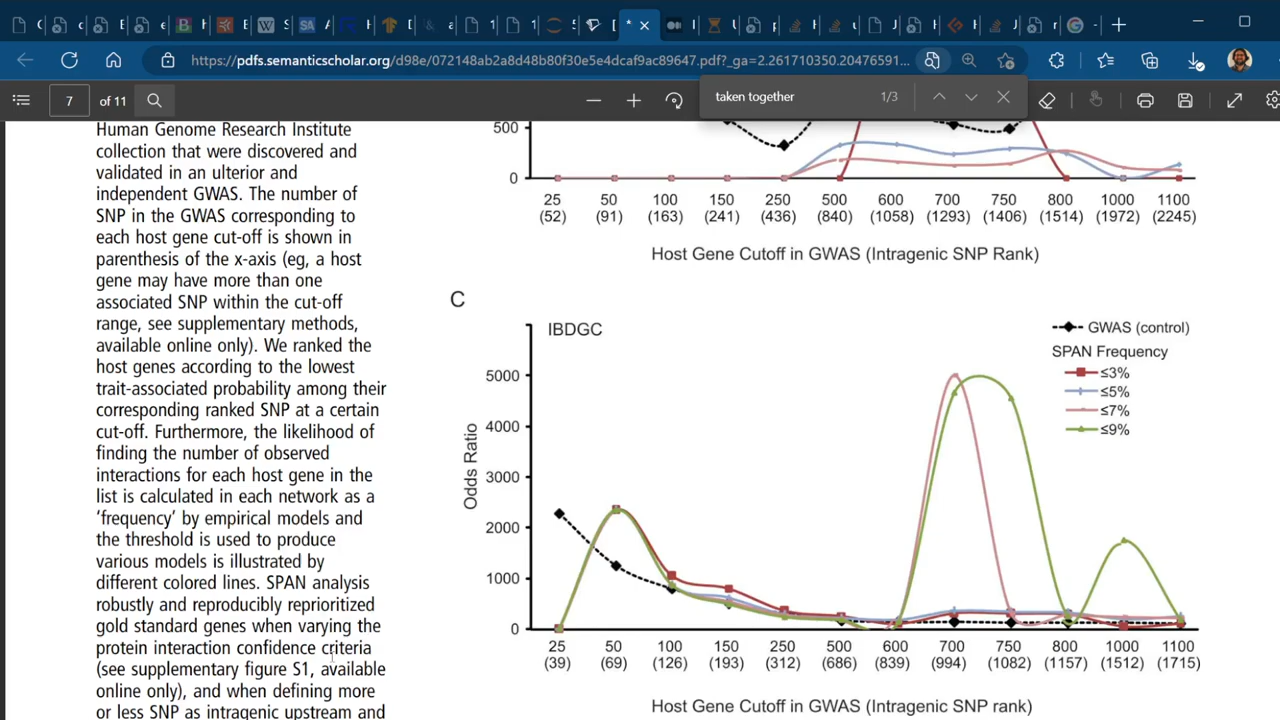 https://pdfs.semanticscholar.org/d98e/072148ab2a8d48b80f30e5e4dcaf9ac89647.pdf?_ga=2.261710350.20476591...
7 of 11
taken together 1/3
Human Genome Research Institute
collection that were discovered and
validated in an ulterior and
independent GWAS. The number of
SNP in the GWAS corresponding to
each host gene cut-off is shown in
parenthesis of the x-axis (eg, a host
gene may have more than one
associated SNP within the cut-off
range, see supplementary methods,
available online only). We ranked the
host genes according to the lowest
trait-associated probability among their
corresponding ranked SNP at a certain
cut-off. Furthermore, the likelihood of
finding the number of observed
interactions for each host gene in the
list is calculated in each network as a
'frequency' by empirical models and
the threshold is used to produce
various models is illustrated by
different colored lines. SPAN analysis
robustly and reproducibly reprioritized
gold standard genes when varying the
protein interaction confidence criteria
(see supplementary figure S1, available
online only), and when defining more
or less SNP as intragenic upstream and
500
0
25 50 100 150 250 500 600 700 750 800 1000 1100
(52) (91) (163) (241) (436) (840) (1058) (1293) (1406) (1514) (1972) (2245)
Host Gene Cutoff in GWAS (Intragenic SNP Rank)
C
IBDGC
GWAS (control)
SPAN Frequency
≤3%
≤5%
≤7%
≤9%
Odds Ratio
5000
4000
3000
2000
1000
0
25 50 100 150 250 500 600 700 750 800 1000 1100
(39) (69) (126) (193) (312) (686) (839) (994) (1082) (1157) (1512) (1715)
Host Gene Cutoff in GWAS (Intragenic SNP rank)